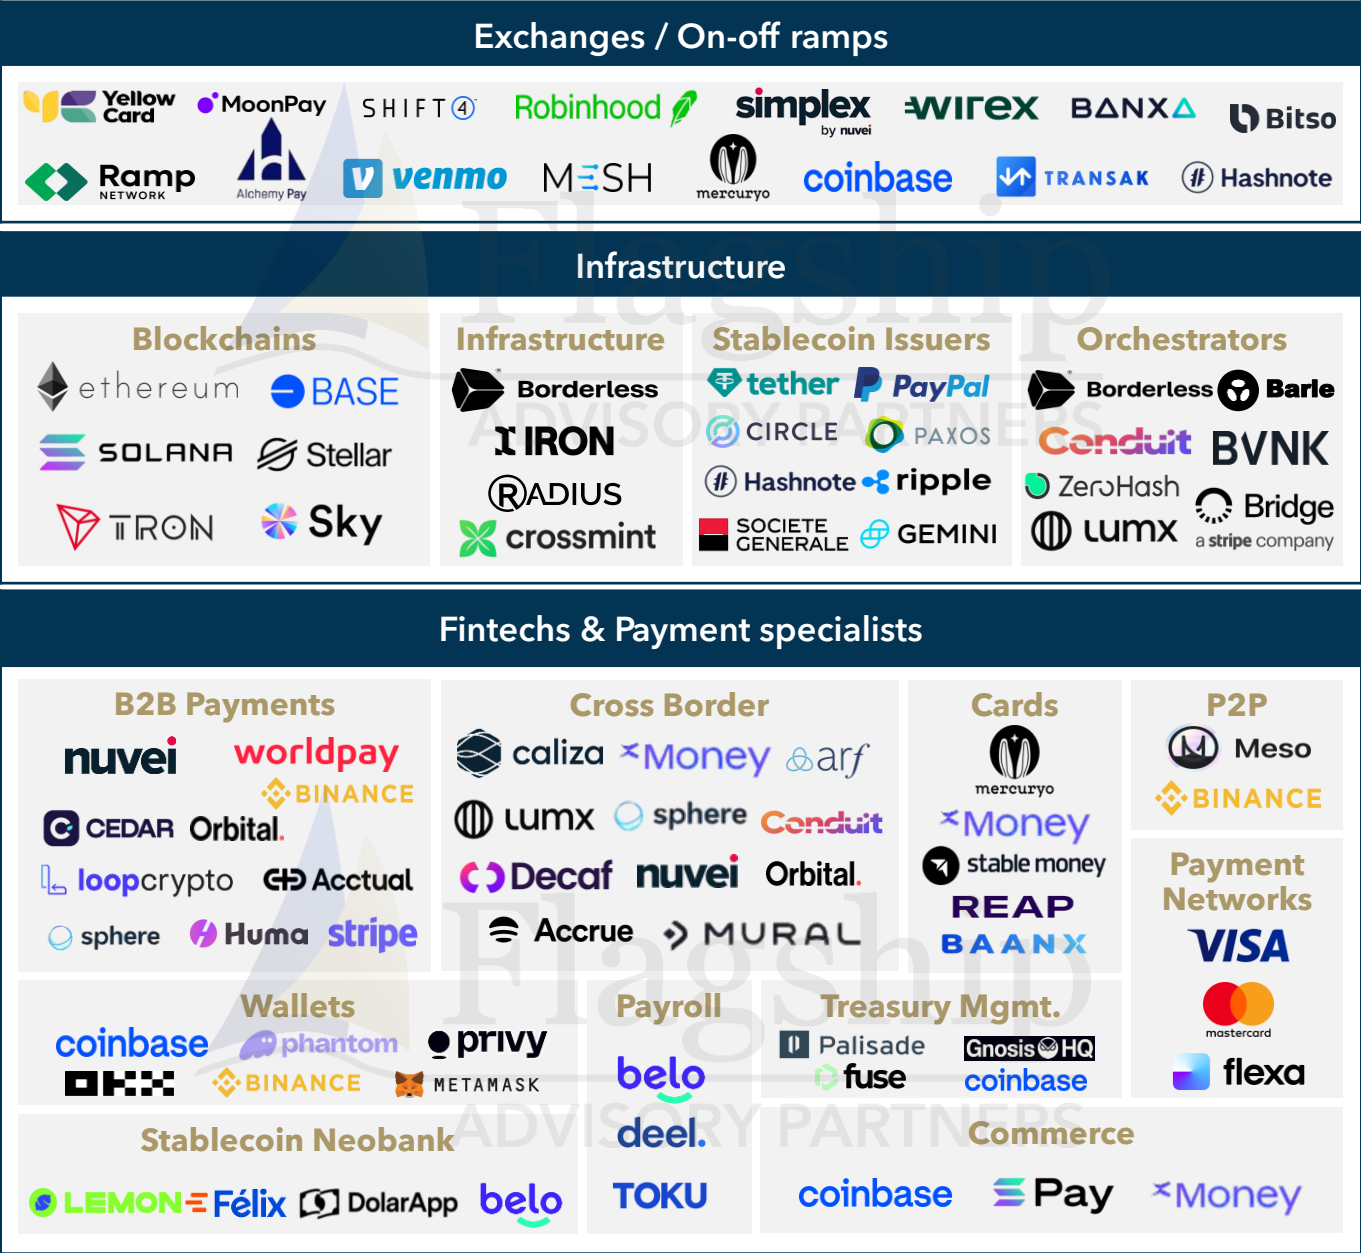 Exchanges / On-off ramps
Yellow Card
MoonPay
SHIFT4
Robinhood
simplex
by nuvei
wirex
BANXA
Bitso
Ramp
NETWORK
Alchemy Pay
venmo
MESH
mercuryo
coinbase
TRANSAK
Hashnote
Flagship
ADVISORY PARTNERS
Infrastructure
Blockchains
ethereum
BASE
SOLANA
Stellar
TRON
Sky
Infrastructure
Borderless
IRON
RADIUS
crossmint
Stablecoin Issuers
tether
PayPal
CIRCLE
PAXOS
Hashnote
ripple
SOCIETE
GENERALE
GEMINI
Orchestrators
Borderless
Barle
Conduit
BVNK
ZeroHash
Bridge
a stripe company
LUMX
Fintechs & Payment specialists
B2B Payments
nuvei
worldpay
BINANCE
CEDAR
Orbital.
loopcrypto
Acctual
sphere
Huma
stripe
Cross Border
caliza
Money
arf
LUMX
sphere
Conduit
Decaf
nuvei
Orbital.
Accrue
MURAL
Cards
mercuryo
Money
stable money
REAP
BAANX
P2P
Meso
BINANCE
Payment
Networks
VISA
mastercard
flexa
Flagship
ADVISORY PARTNERS
Wallets
coinbase
phantom
privy
OKX
BINANCE
METAMASK
Payroll
belo
deel.
TOKU
Treasury Mgmt.
Palisade
Gnosis HQ
fuse
coinbase
Stablecoin Neobank
LEMON
Félix
DolarApp
belo
Commerce
coinbase
Pay
Money